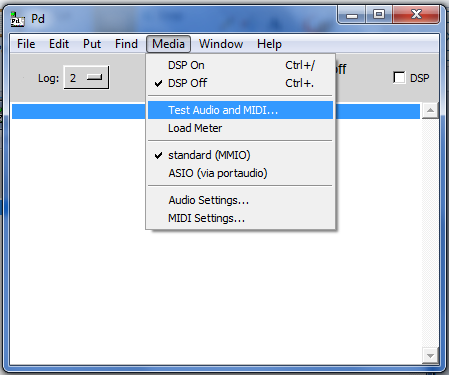 Pd
File Edit Put Find Media Window Help
Log: 2
off
DSP
DSP On Ctrl+/
DSP Off Ctrl+.
Test Audio and MIDI...
Load Meter
standard (MMIO)
ASIO (via portaudio)
Audio Settings...
MIDI Settings...